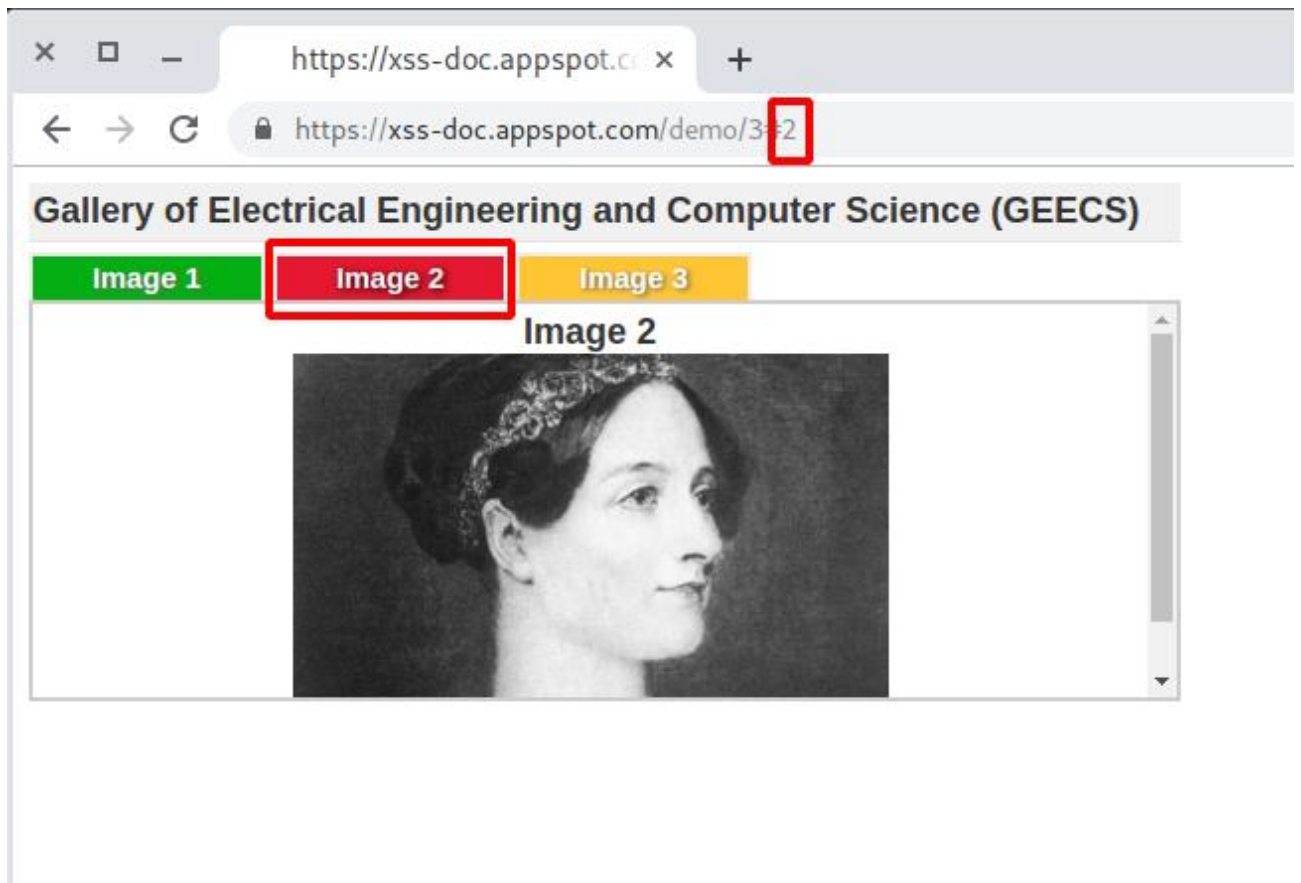 https://xss-doc.appspot.c
https://xss-doc.appspot.com/demo/3#2
Gallery of Electrical Engineering and Computer Science (GEECS)
Image 1 Image 2 Image 3
Image 2